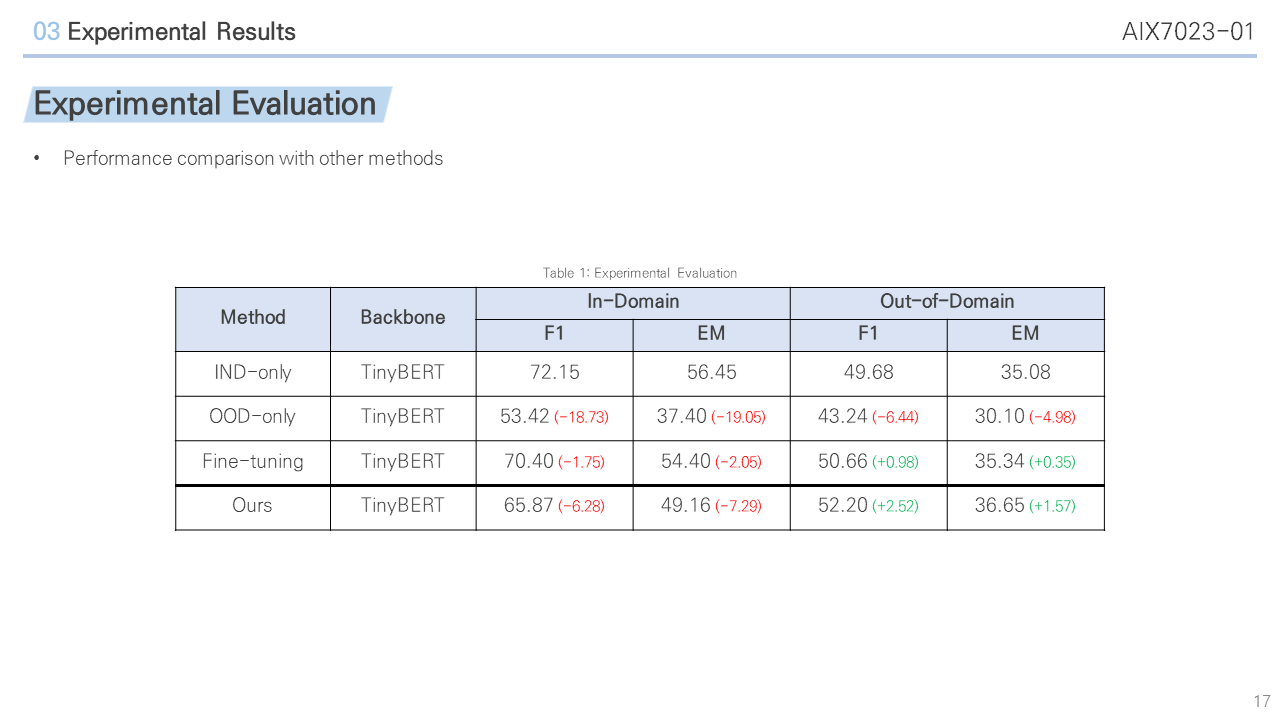 03 Experimental Results
AIX7023-01
Experimental Evaluation
• Performance comparison with other methods
Table 1: Experimental Evaluation
Method Backbone In-Domain Out-of-Domain
F1 EM F1 EM
IND-only TinyBERT 72.15 56.45 49.68 35.08
OOD-only TinyBERT 53.42 (-18.73) 37.40 (-19.05) 43.24 (-6.44) 30.10 (-4.98)
Fine-tuning TinyBERT 70.40 (-1.75) 54.40 (-2.05) 50.66 (+0.98) 35.34 (+0.35)
Ours TinyBERT 65.87 (-6.28) 49.16 (-7.29) 52.20 (+2.52) 36.65 (+1.57)
17